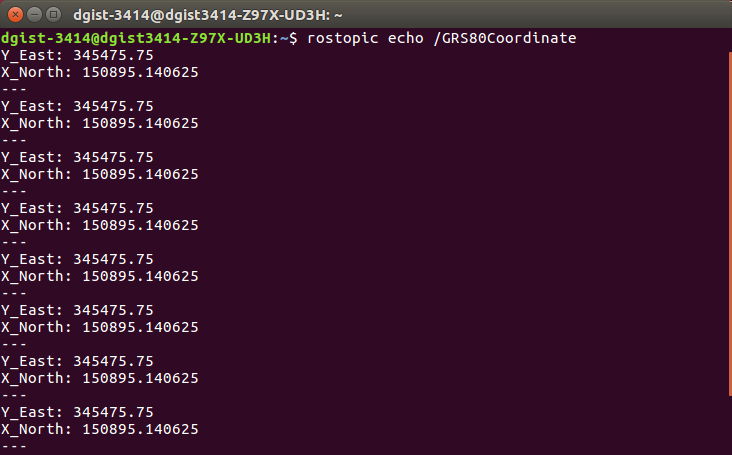 dgist-3414@dgist3414-Z97X-UD3H: ~
dgist-3414@dgist3414-Z97X-UD3H:~$ rostopic echo /GRS80Coordinate
Y_East: 345475.75
X_North: 150895.140625
---
Y_East: 345475.75
X_North: 150895.140625
---
Y_East: 345475.75
X_North: 150895.140625
---
Y_East: 345475.75
X_North: 150895.140625
---
Y_East: 345475.75
X_North: 150895.140625
---
Y_East: 345475.75
X_North: 150895.140625
---
Y_East: 345475.75
X_North: 150895.140625
---
Y_East: 345475.75
X_North: 150895.140625
---